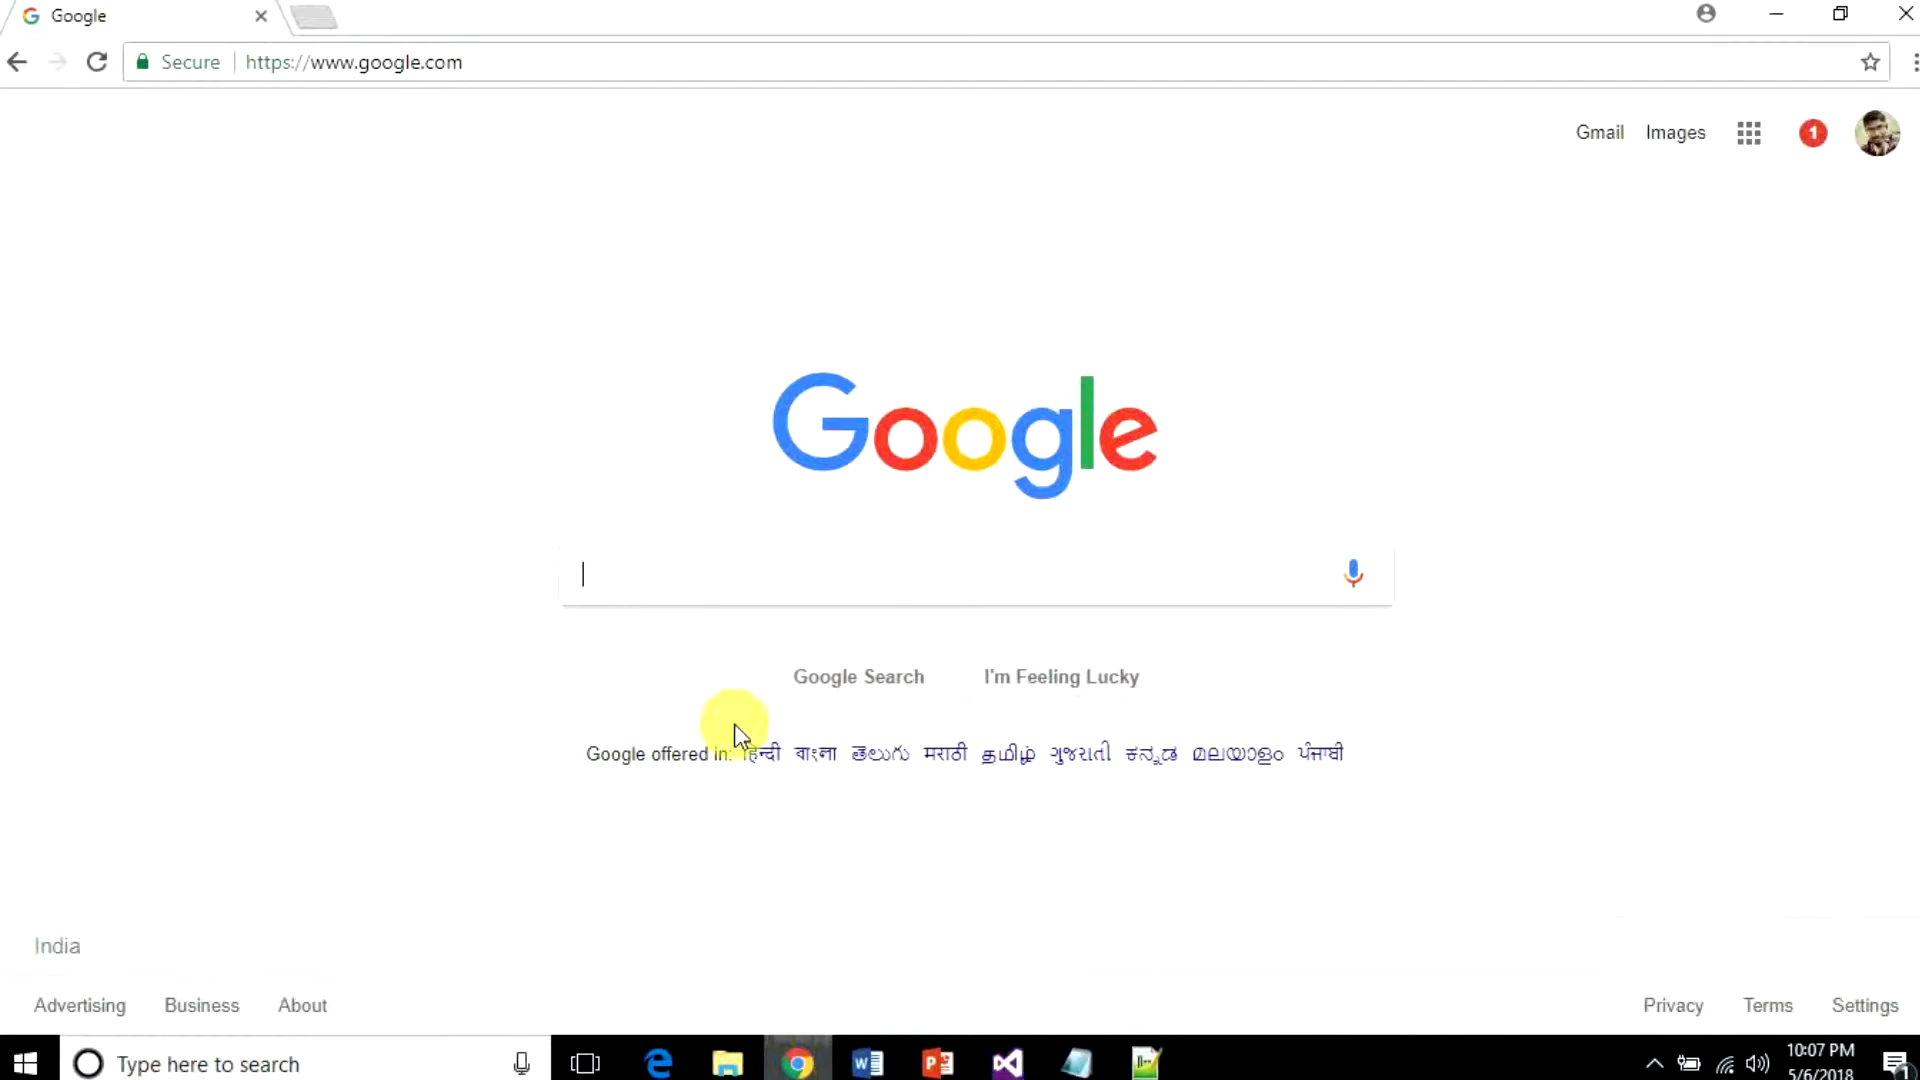 Google
Secure https://www.google.com
Gmail Images 1
Google
Google Search I'm Feeling Lucky
Google offered in: हिन्दी বাংলা తెలుగు मराठी தமிழ் ગુજરાતી ಕನ್ನಡ മലയാളം ਪੰਜਾਬੀ
India
Advertising Business About Privacy Terms Settings
Type here to search 10:07 PM
5/6/2018 1